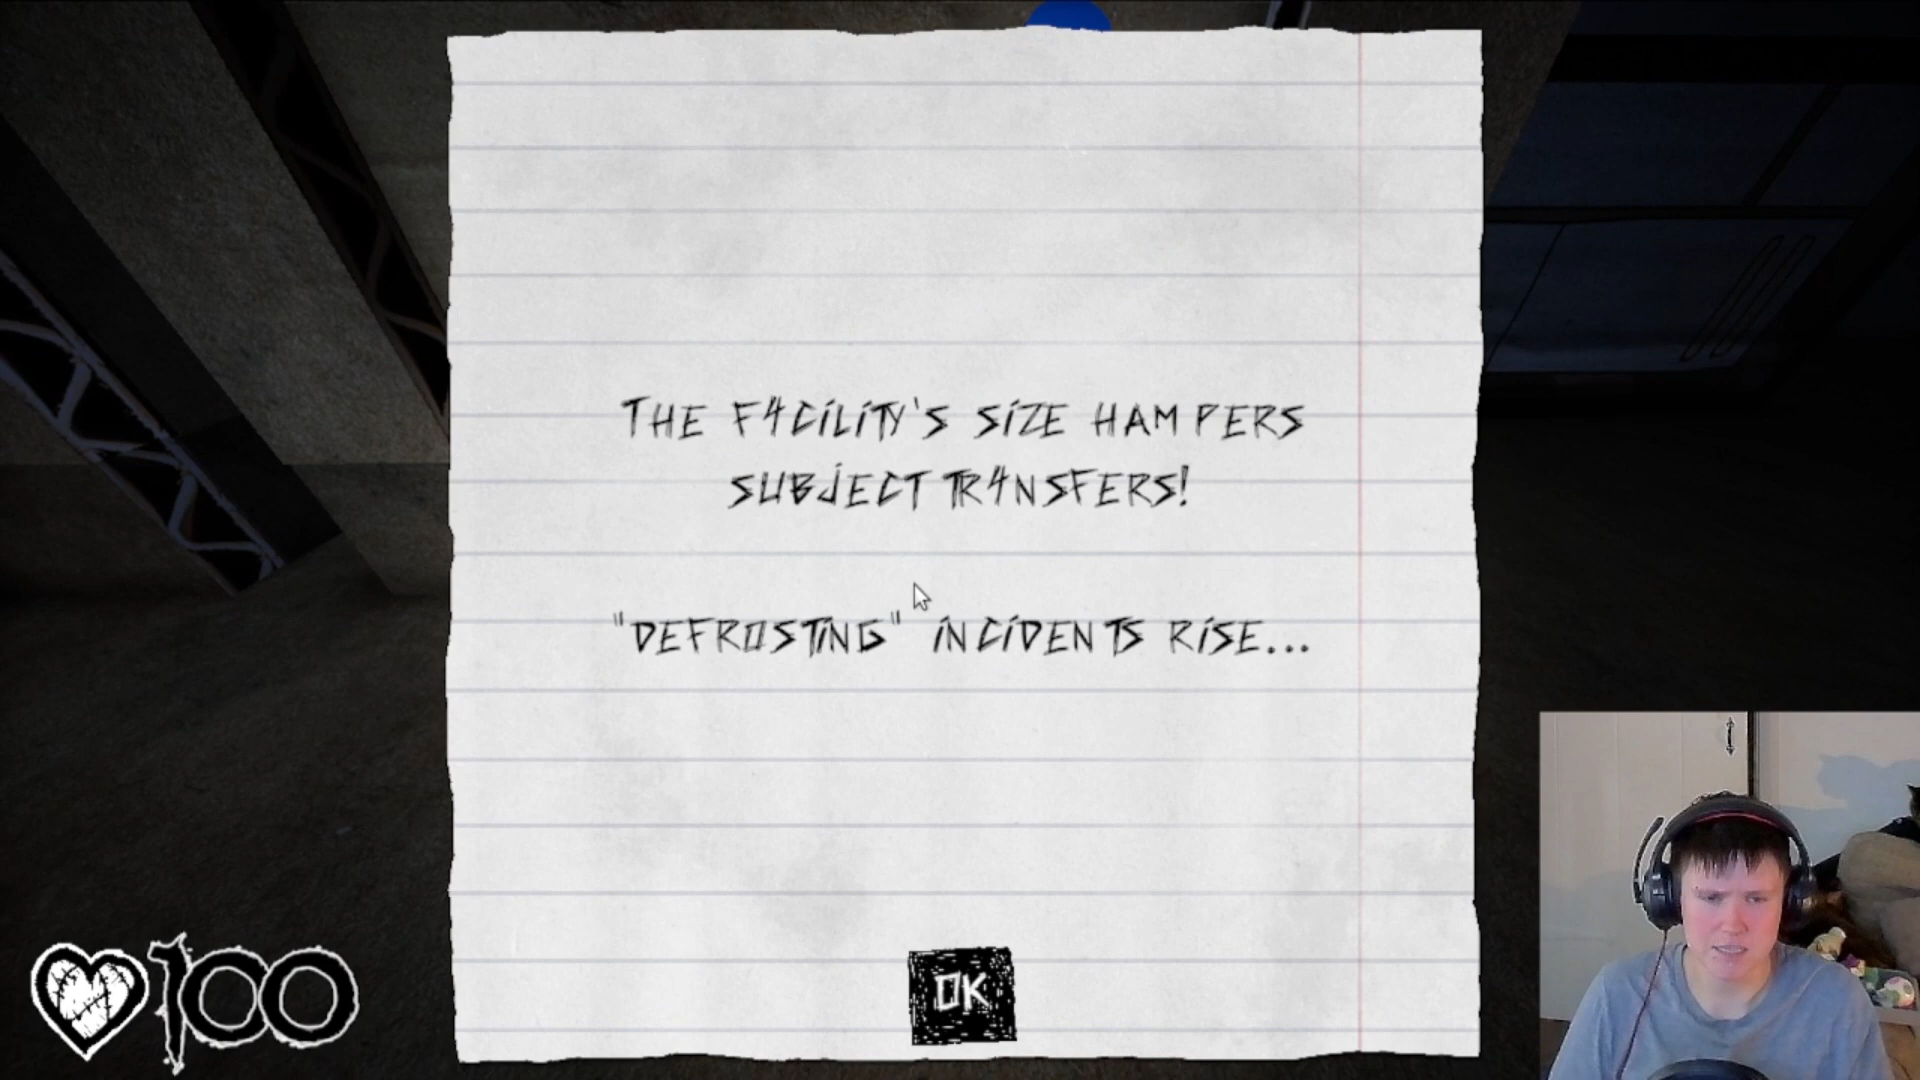 THE F4CILITY'S SIZE HAMPERS
SUBJECT TR4NSFERS!
"DEFROSTING" INCIDENTS RISE...
OK
100